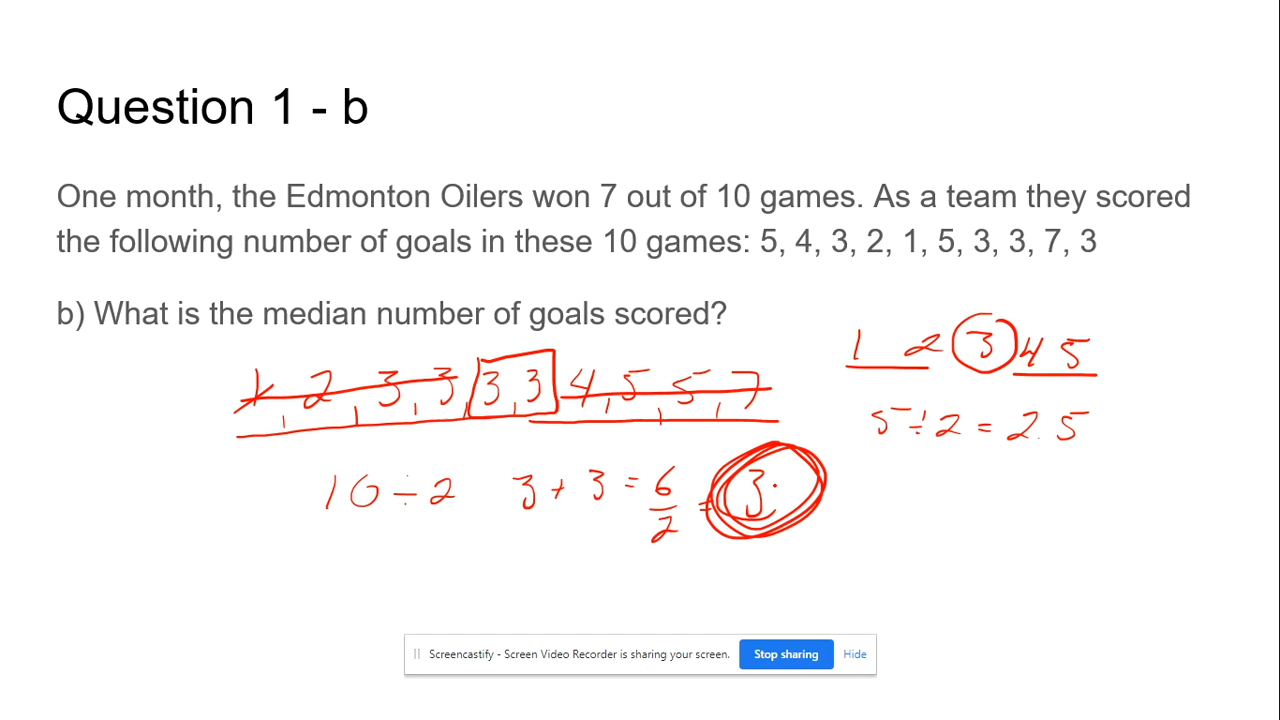 Question 1 - b
One month, the Edmonton Oilers won 7 out of 10 games. As a team they scored
the following number of goals in these 10 games: 5, 4, 3, 2, 1, 5, 3, 3, 7, 3
b) What is the median number of goals scored?
1 2 3 4 5
1, 2, 3, 3, 3, 3 4, 5, 5, 7
5 ÷ 2 = 2.5
10 ÷ 2 3 + 3 = 6/2 = 3
Screencastify - Screen Video Recorder is sharing your screen. Stop sharing Hide